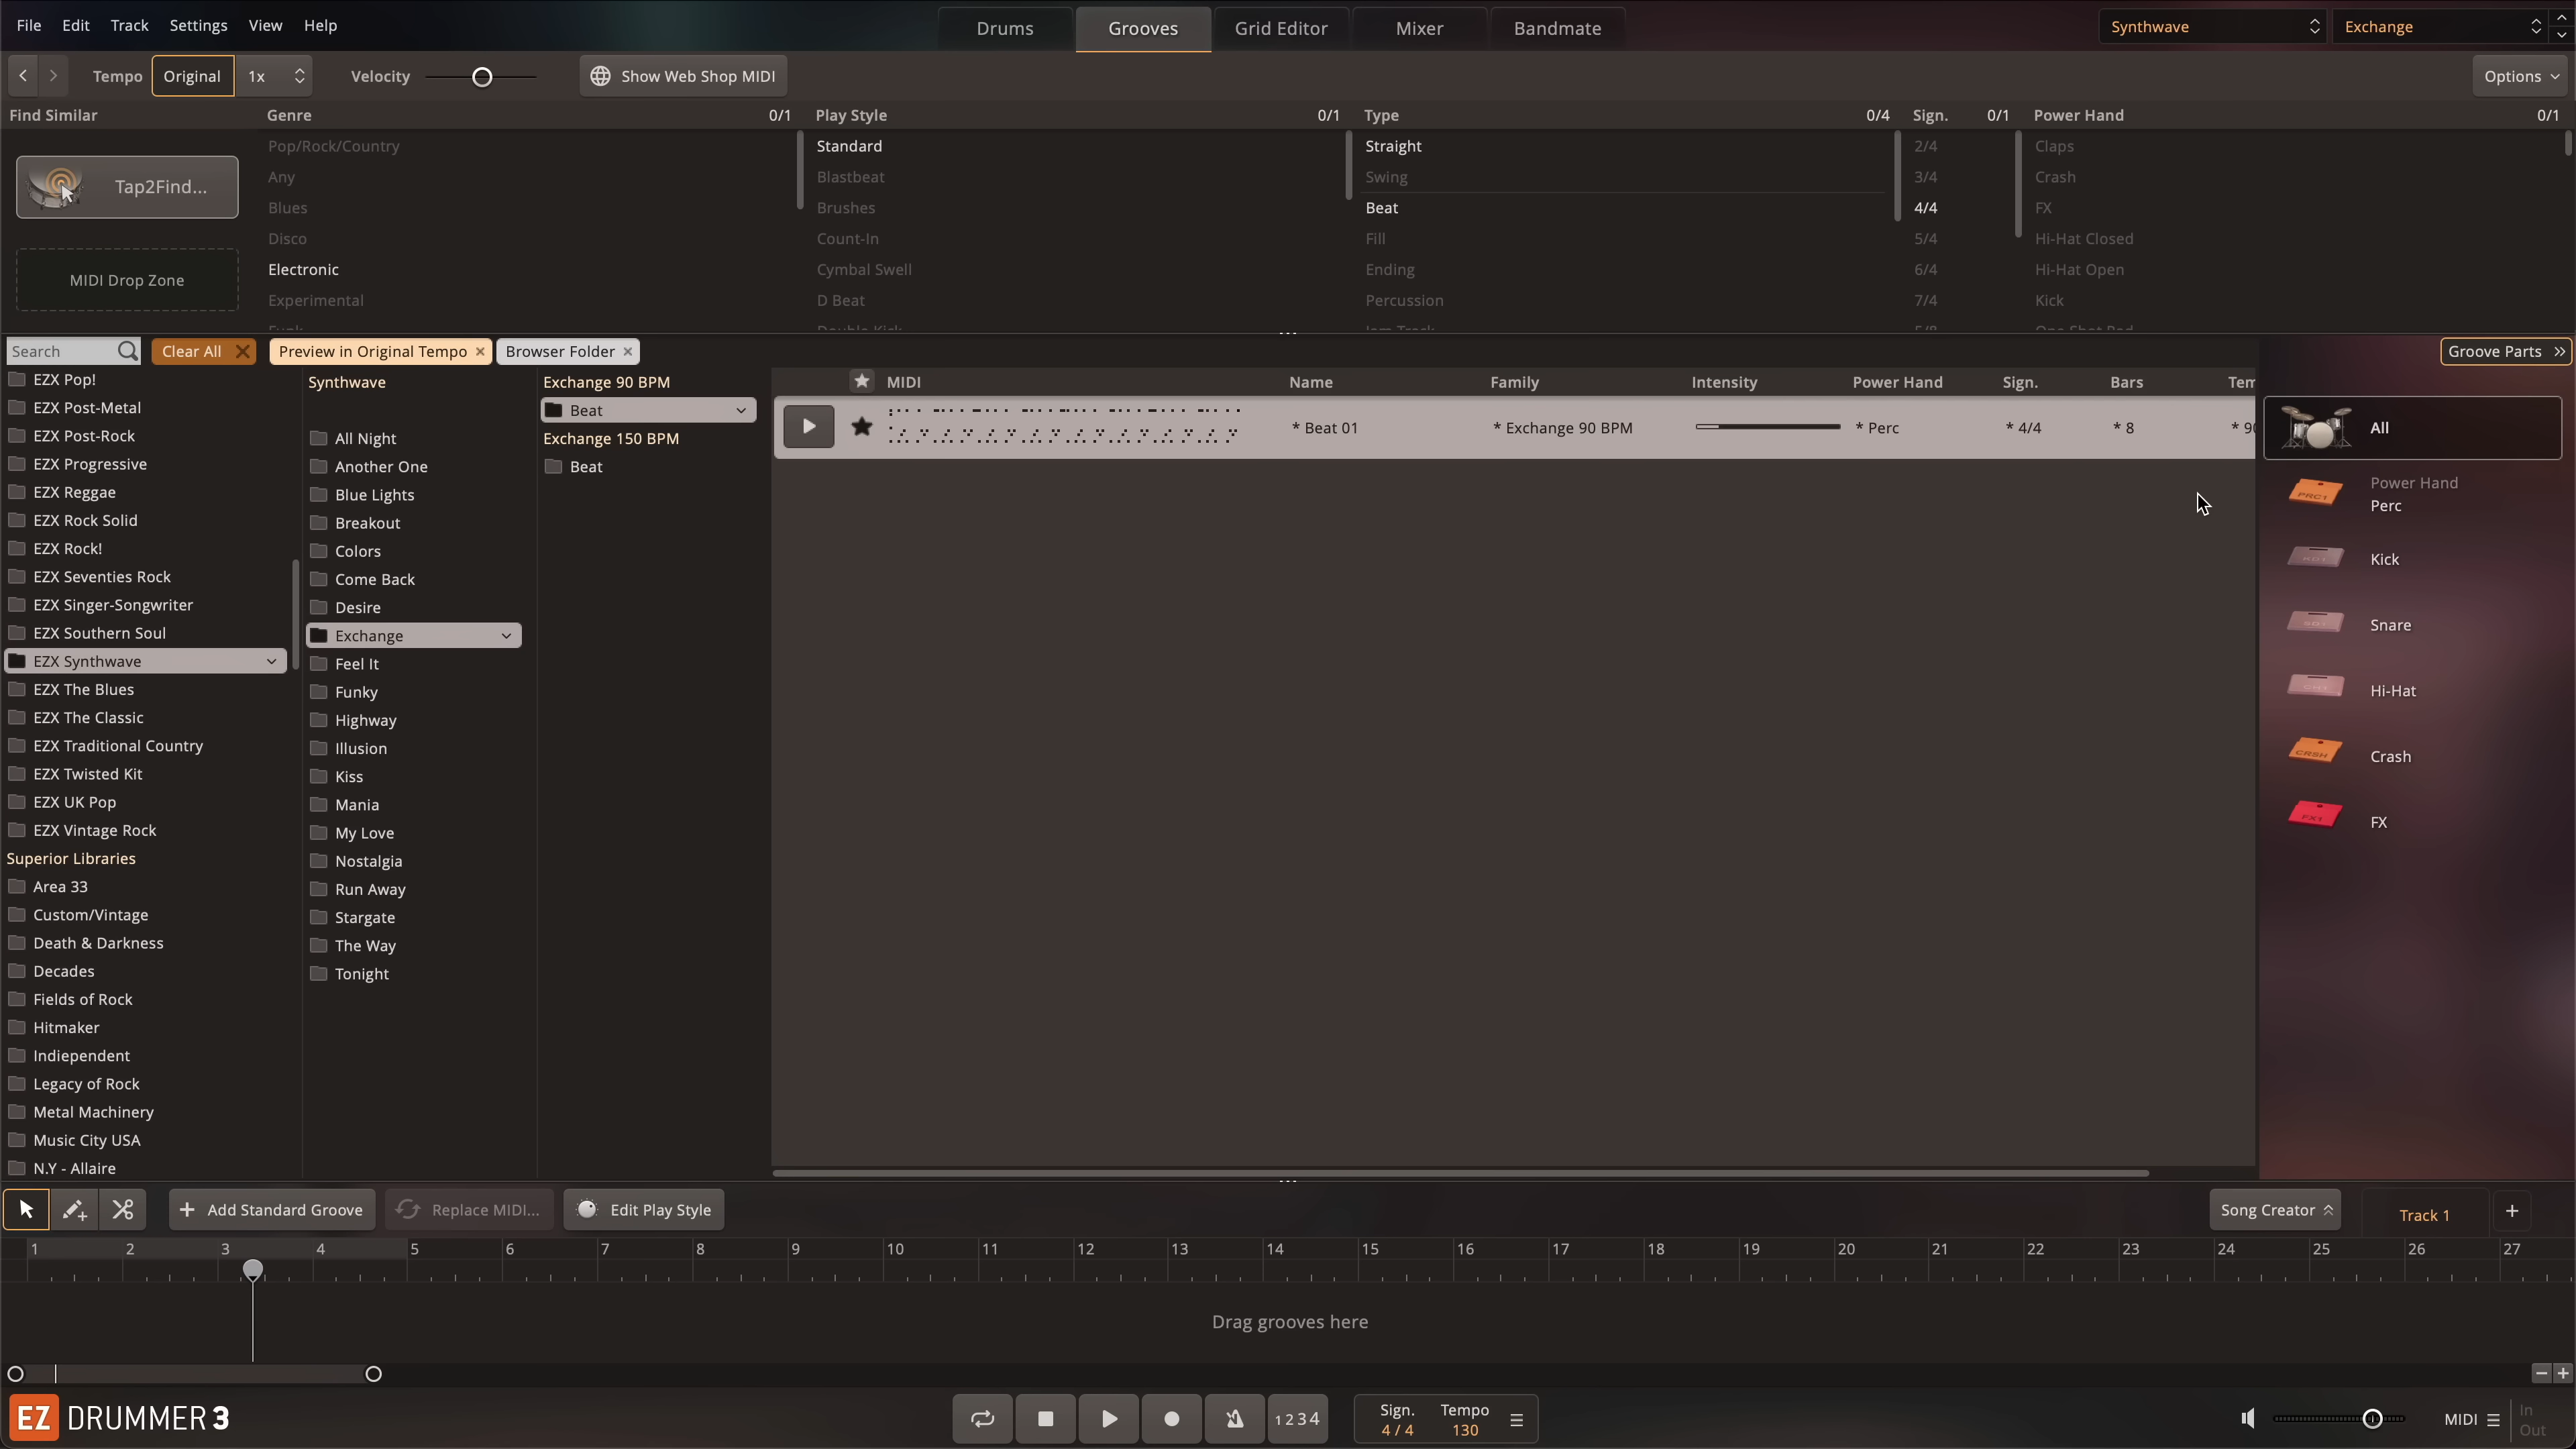 File Edit Track Settings View Help
Drums Grooves Grid Editor Mixer Bandmate
Synthwave Exchange
Tempo Original 1x Velocity Show Web Shop MIDI Options
Find Similar Genre 0/1 Play Style 0/1 Type 0/4 Sign. 0/1 Power Hand 0/1
Pop/Rock/Country Standard Straight 2/4 Claps
Any Blastbeat Swing 3/4 Crash
Tap2Find...
Blues Brushes Beat 4/4 FX
Disco Count-In Fill 5/4 Hi-Hat Closed
Electronic Cymbal Swell Ending 6/4 Hi-Hat Open
MIDI Drop Zone
Experimental D Beat Percussion 7/4 Kick
Search Clear All Preview in Original Tempo Browser Folder Groove Parts
EZX Pop!
EZX Post-Metal
EZX Post-Rock
EZX Progressive
EZX Reggae
EZX Rock Solid
EZX Rock!
EZX Seventies Rock
EZX Singer-Songwriter
EZX Southern Soul
EZX Synthwave
EZX The Blues
EZX The Classic
EZX Traditional Country
EZX Twisted Kit
EZX UK Pop
EZX Vintage Rock
Superior Libraries
Area 33
Custom/Vintage
Death & Darkness
Decades
Fields of Rock
Hitmaker
Indiependent
Legacy of Rock
Metal Machinery
Music City USA
N.Y - Allaire
Synthwave
All Night
Another One
Blue Lights
Breakout
Colors
Come Back
Desire
Exchange
Feel It
Funky
Highway
Illusion
Kiss
Mania
My Love
Nostalgia
Run Away
Stargate
The Way
Tonight
Exchange 90 BPM
Beat
Exchange 150 BPM
Beat
MIDI Name Family Intensity Power Hand Sign. Bars Tem
* Beat 01 * Exchange 90 BPM * Perc * 4/4 * 8 * 90
All
Power Hand
Perc
PRC1
Kick
Snare
Hi-Hat
Crash
CRSH
FX
FX1
Add Standard Groove Replace MIDI... Edit Play Style Song Creator Track 1
1 2 3 4 5 6 7 8 9 10 11 12 13 14 15 16 17 18 19 20 21 22 23 24 25 26 27
Drag grooves here
EZ DRUMMER 3
1 2 3 4
Sign. Tempo
4 / 4 130
MIDI In
Out